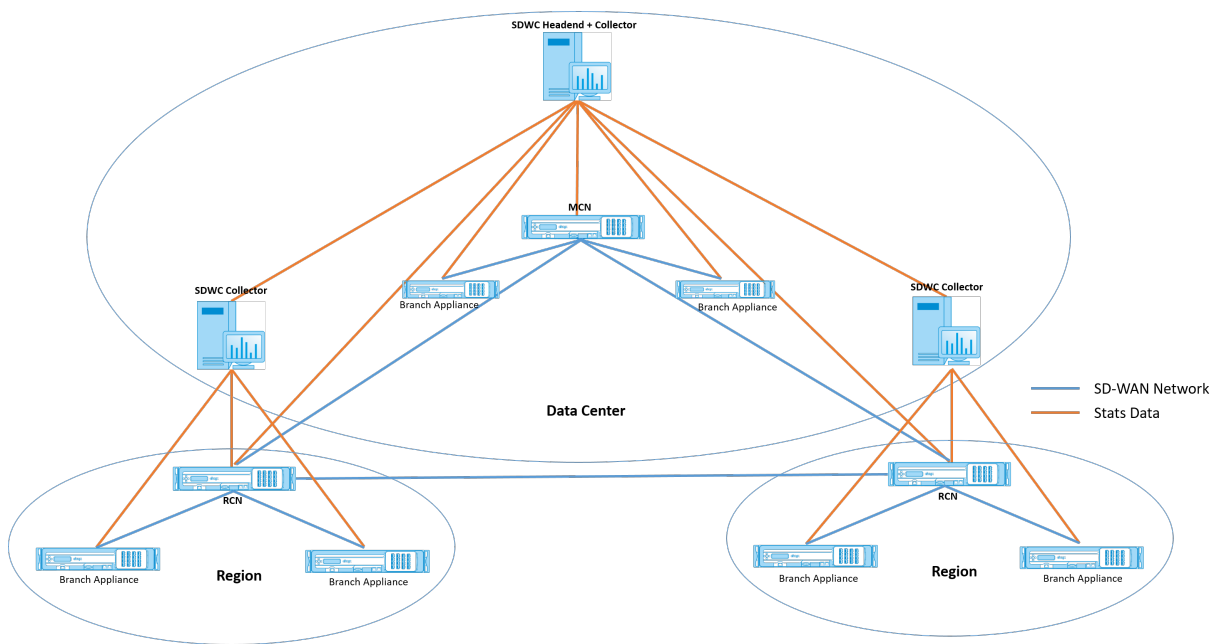 SDWC Headend + Collector
MCN
SDWC Collector
SDWC Collector
Branch Appliance
Branch Appliance
SD-WAN Network
Data Center
Stats Data
RCN
RCN
Region
Region
Branch Appliance
Branch Appliance
Branch Appliance
Branch Appliance